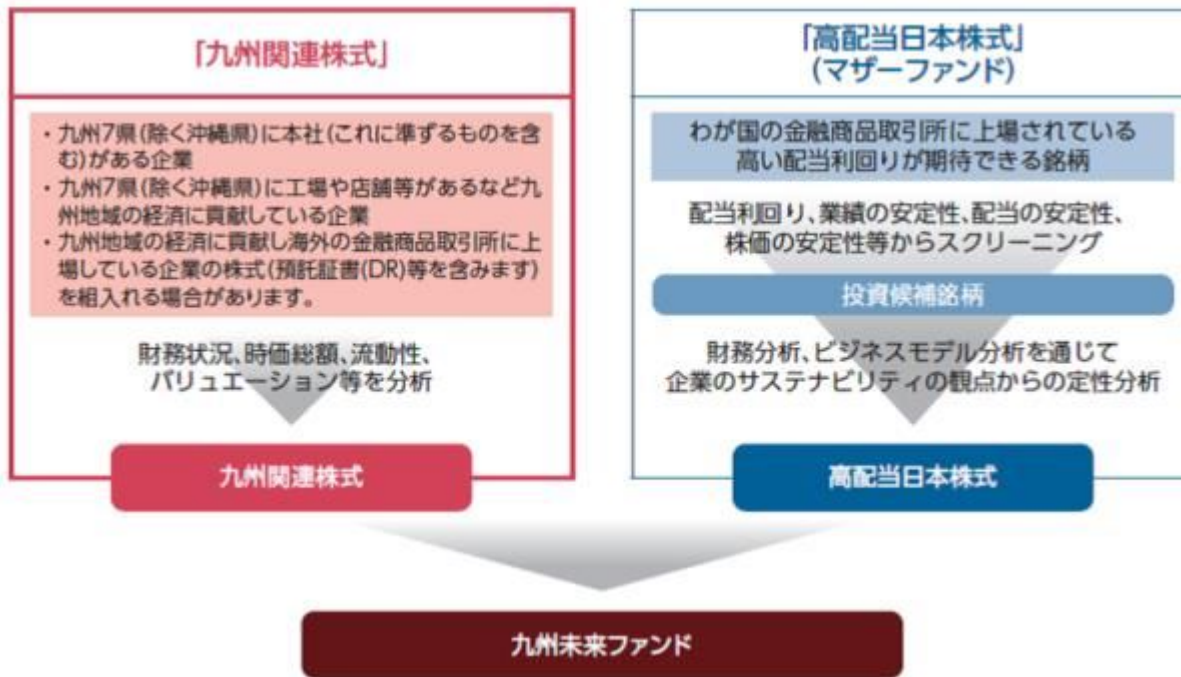 「九州関連株式」
・九州7県(除く沖縄県)に本社(これに準ずるものを含
む)がある企業
・九州7県(除く沖縄県)に工場や店舗等があるなど九
州地域の経済に貢献している企業
・九州地域の経済に貢献し海外の金融商品取引所に上
場している企業の株式(預託証書(DR)等を含みます)
を組入れる場合があります。
財務状況、時価総額、流動性、
バリュエーション等を分析
九州関連株式
「高配当日本株式」
(マザーファンド)
わが国の金融商品取引所に上場されている
高い配当利回りが期待できる銘柄
配当利回り、業績の安定性、配当の安定性、
株価の安定性等からスクリーニング
投資候補銘柄
財務分析、ビジネスモデル分析を通じて
企業のサステナビリティの観点からの定性分析
高配当日本株式
九州未来ファンド